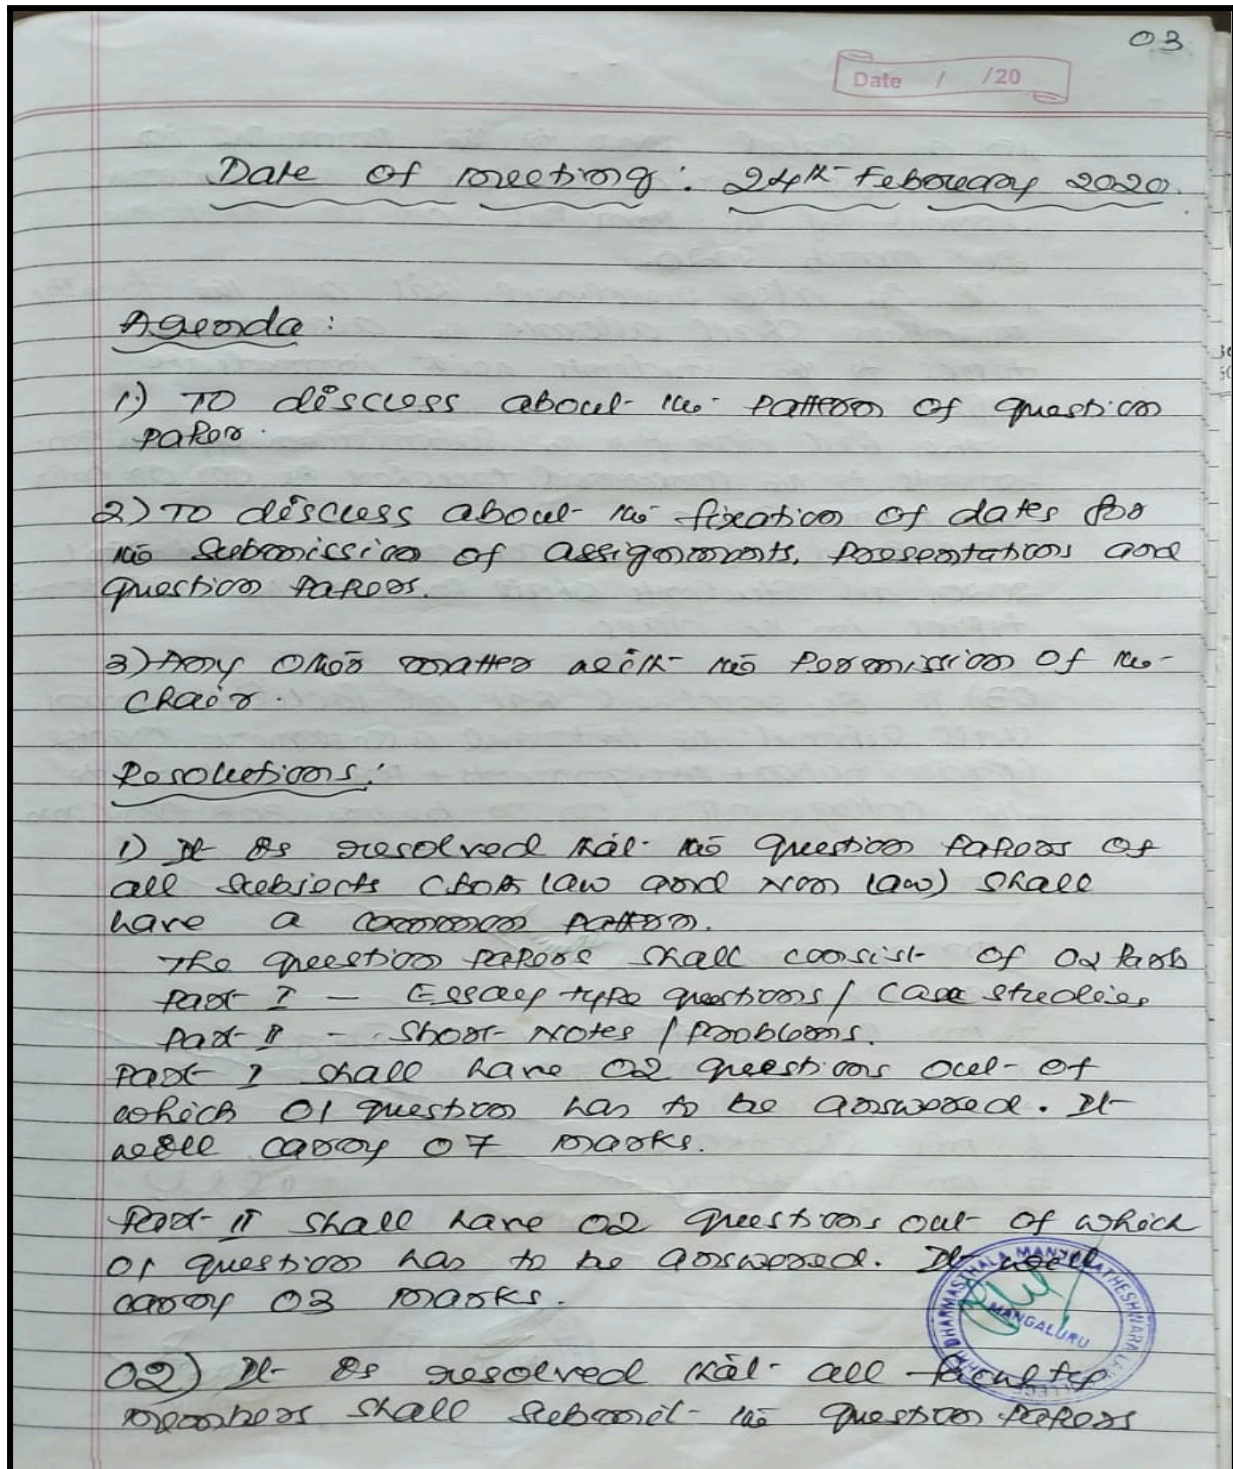 03
Date / /20
Date of meeting : 24th February 2020.
Agenda :
1) To discuss about the pattern of question
paper.
2) To discuss about the fixation of dates for
the submission of assignments, Presentations and
question papers.
3) Any other matter with the Permission of the
chair.
Resolutions :
1) It is resolved that the question papers of
all subjects (both law and Non law) shall
have a common pattern.
The question papers shall consist of 02 parts
Part I – Essay type questions / Case studies
Part II – Short Notes / Problems.
Part I shall have 02 questions out of
which 01 question has to be answered. It
will carry 07 marks.
Part II shall have 02 questions out of which
01 question has to be answered. It will
carry 03 marks.
02) It is resolved that all faculty
members shall submit the question papers
SHRI DHARMASTHALA MANJUNATHESHWARA LAW COLLEGE
MANGALURU